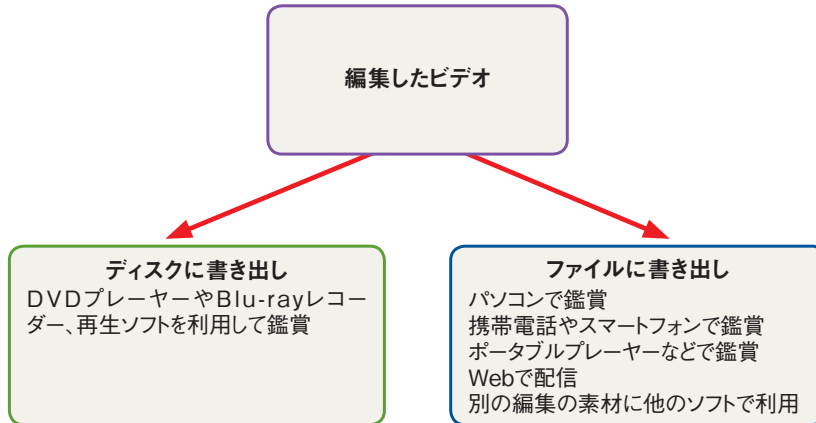 編集したビデオ
ディスクに書き出し
DVDプレーヤーやBlu-rayレコー
ダー、再生ソフトを利用して鑑賞
ファイルに書き出し
パソコンで鑑賞
携帯電話やスマートフォンで鑑賞
ポータブルプレーヤーなどで鑑賞
Webで配信
別の編集の素材に他のソフトで利用